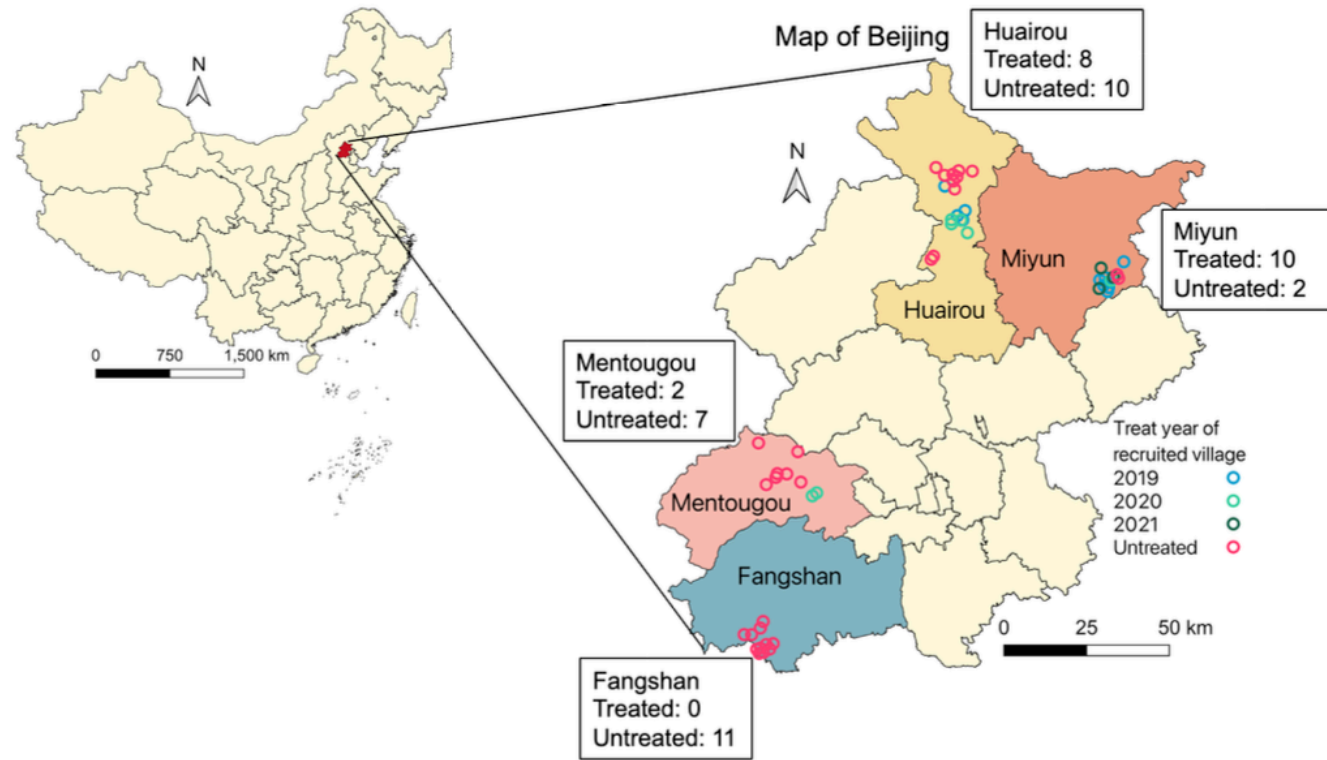 Map of Beijing
Huairou
Treated: 8
Untreated: 10
N
N
Miyun
Treated: 10
Untreated: 2
Miyun
Huairou
0 750 1,500 km
Mentougou
Treated: 2
Untreated: 7
Treat year of
recruited village
2019
2020
2021
Untreated
Mentougou
Fangshan
0 25 50 km
Fangshan
Treated: 0
Untreated: 11